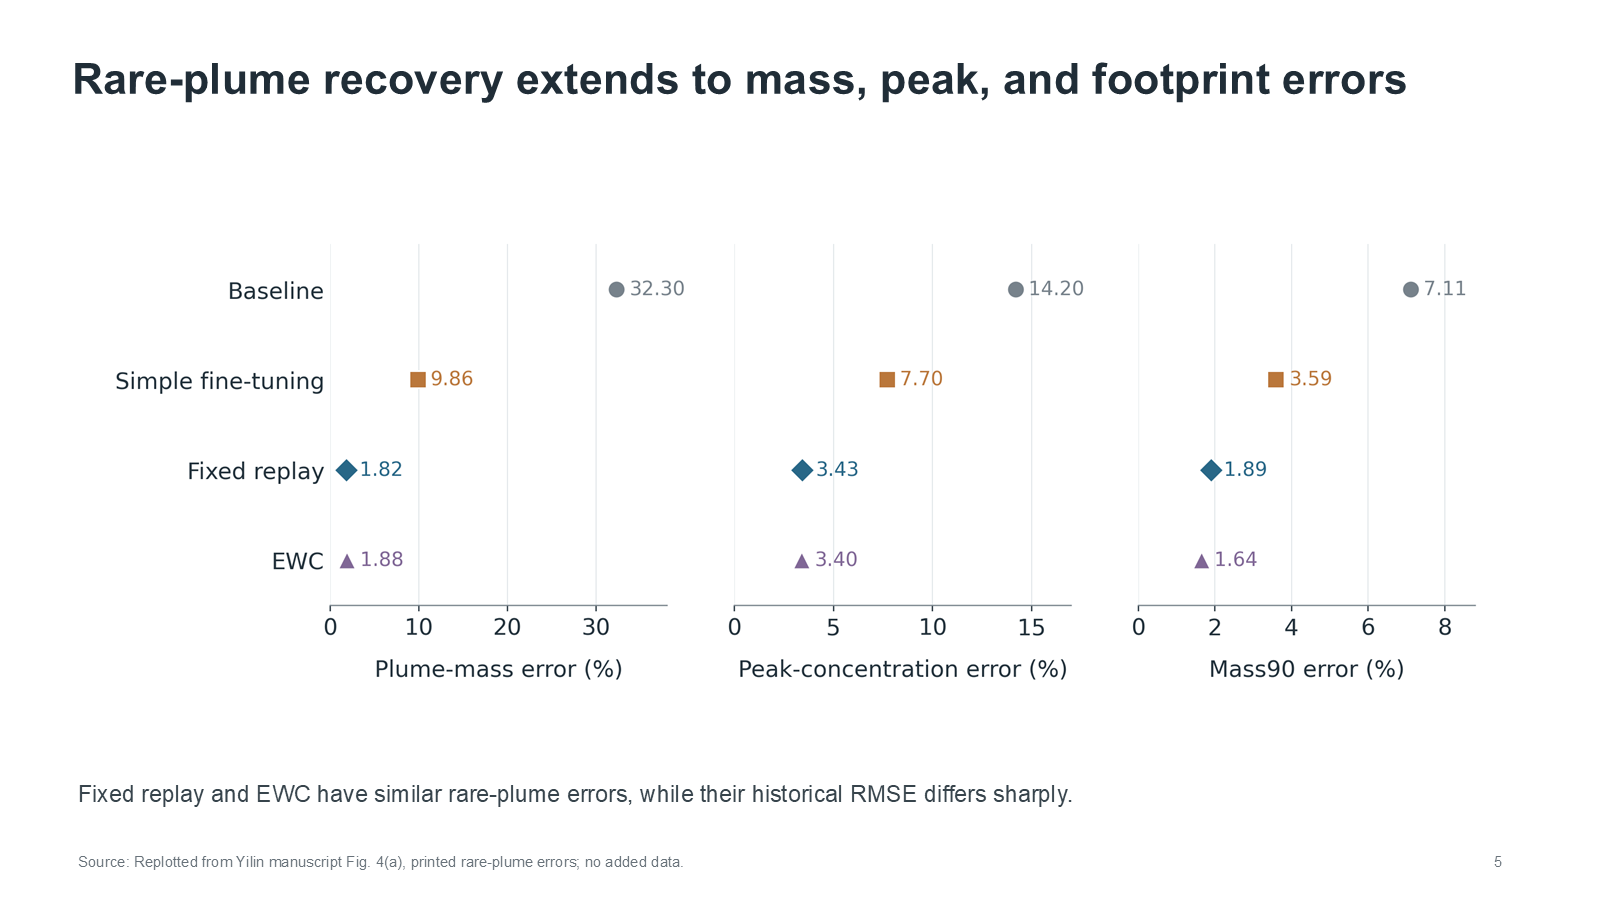 Rare-plume recovery extends to mass, peak, and footprint errors
Baseline 32.30 14.20 7.11
Simple fine-tuning 9.86 7.70 3.59
Fixed replay 1.82 3.43 1.89
EWC 1.88 3.40 1.64
0 10 20 30 0 5 10 15 0 2 4 6 8
Plume-mass error (%) Peak-concentration error (%) Mass90 error (%)
Fixed replay and EWC have similar rare-plume errors, while their historical RMSE differs sharply.
Source: Replotted from Yilin manuscript Fig. 4(a), printed rare-plume errors; no added data. 5